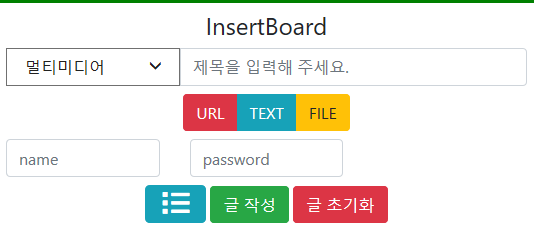 InsertBoard
멀티미디어 제목을 입력해 주세요.
URL TEXT FILE
name password
글 작성 글 초기화